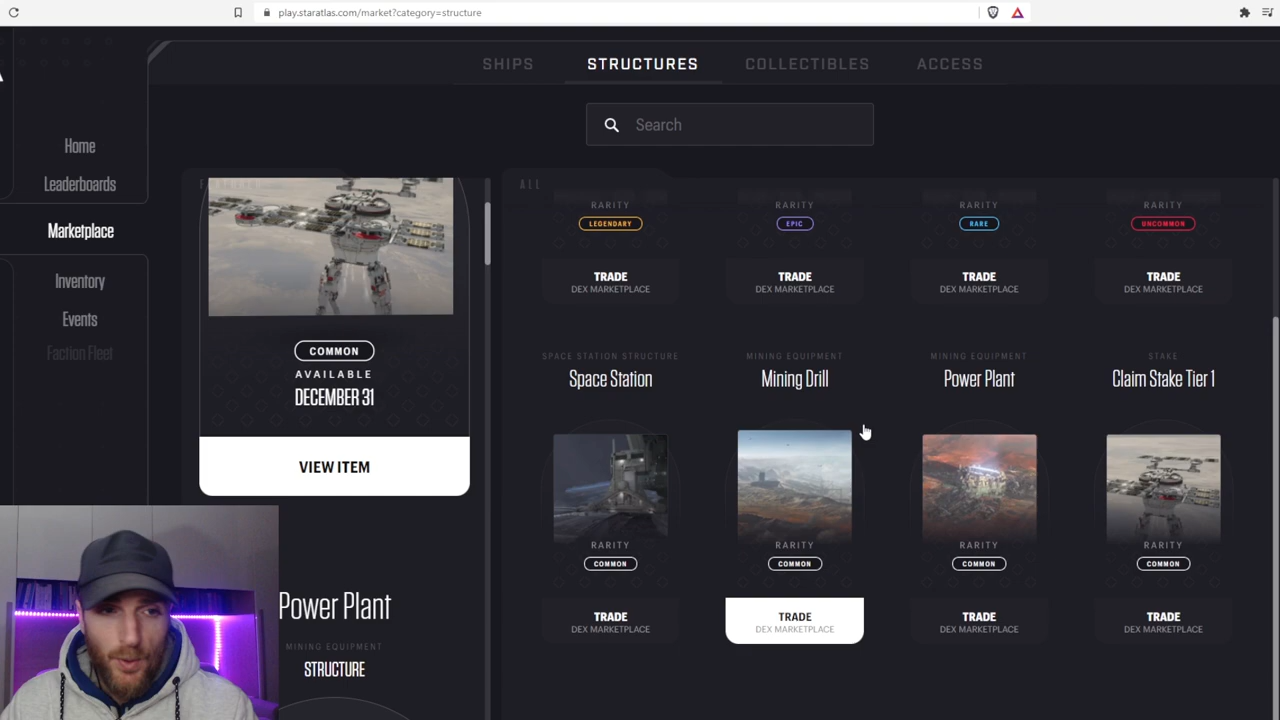 play.staratlas.com/market?category=structure
SHIPS
STRUCTURES
COLLECTIBLES
ACCESS
Search
Home
Leaderboards
Marketplace
Inventory
Events
Faction Fleet
COMMON
AVAILABLE
DECEMBER 31
VIEW ITEM
Power Plant
MINING EQUIPMENT
STRUCTURE
ALL
RARITY
LEGENDARY
TRADE
DEX MARKETPLACE
RARITY
EPIC
TRADE
DEX MARKETPLACE
RARITY
RARE
TRADE
DEX MARKETPLACE
RARITY
UNCOMMON
TRADE
DEX MARKETPLACE
SPACE STATION STRUCTURE
Space Station
RARITY
COMMON
TRADE
DEX MARKETPLACE
MINING EQUIPMENT
Mining Drill
RARITY
COMMON
TRADE
DEX MARKETPLACE
MINING EQUIPMENT
Power Plant
RARITY
COMMON
TRADE
DEX MARKETPLACE
STAKE
Claim Stake Tier 1
RARITY
COMMON
TRADE
DEX MARKETPLACE